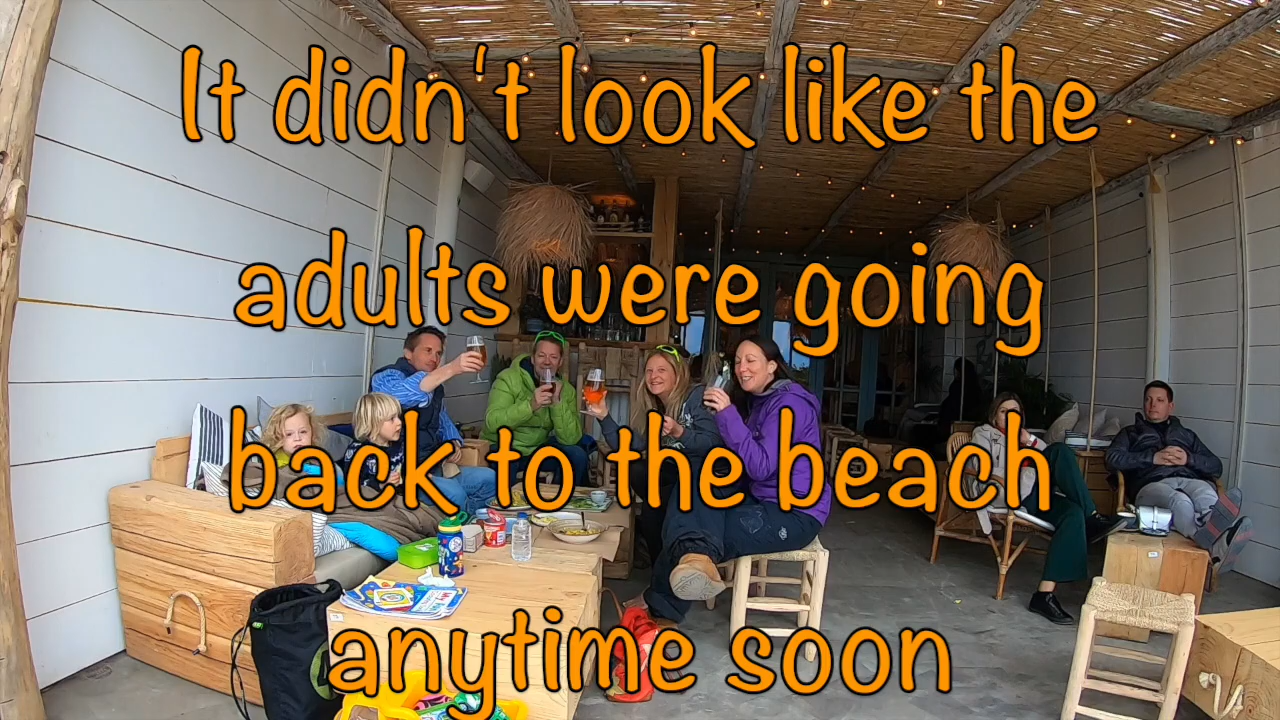 It didn't look like the
adults were going
back to the beach
anytime soon